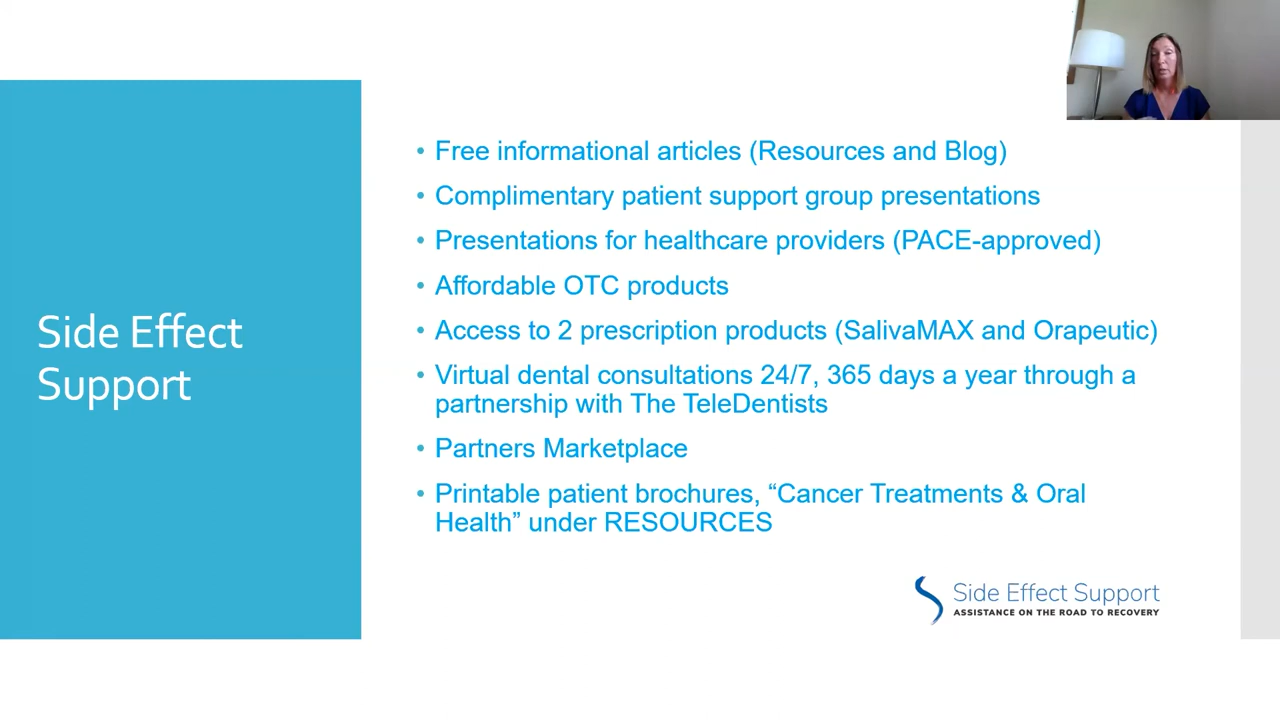 Side Effect
Support
• Free informational articles (Resources and Blog)
• Complimentary patient support group presentations
• Presentations for healthcare providers (PACE-approved)
• Affordable OTC products
• Access to 2 prescription products (SalivaMAX and Orapeutic)
• Virtual dental consultations 24/7, 365 days a year through a
partnership with The TeleDentists
• Partners Marketplace
• Printable patient brochures, “Cancer Treatments & Oral
Health” under RESOURCES
Side Effect Support
ASSISTANCE ON THE ROAD TO RECOVERY